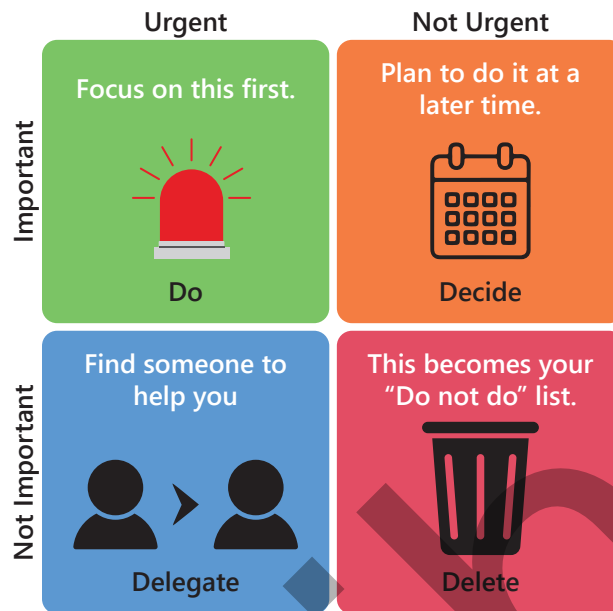 Urgent
Not Urgent
Important
Focus on this first.
Do
Plan to do it at a
later time.
Decide
Not Important
Find someone to
help you
Delegate
This becomes your
“Do not do” list.
Delete